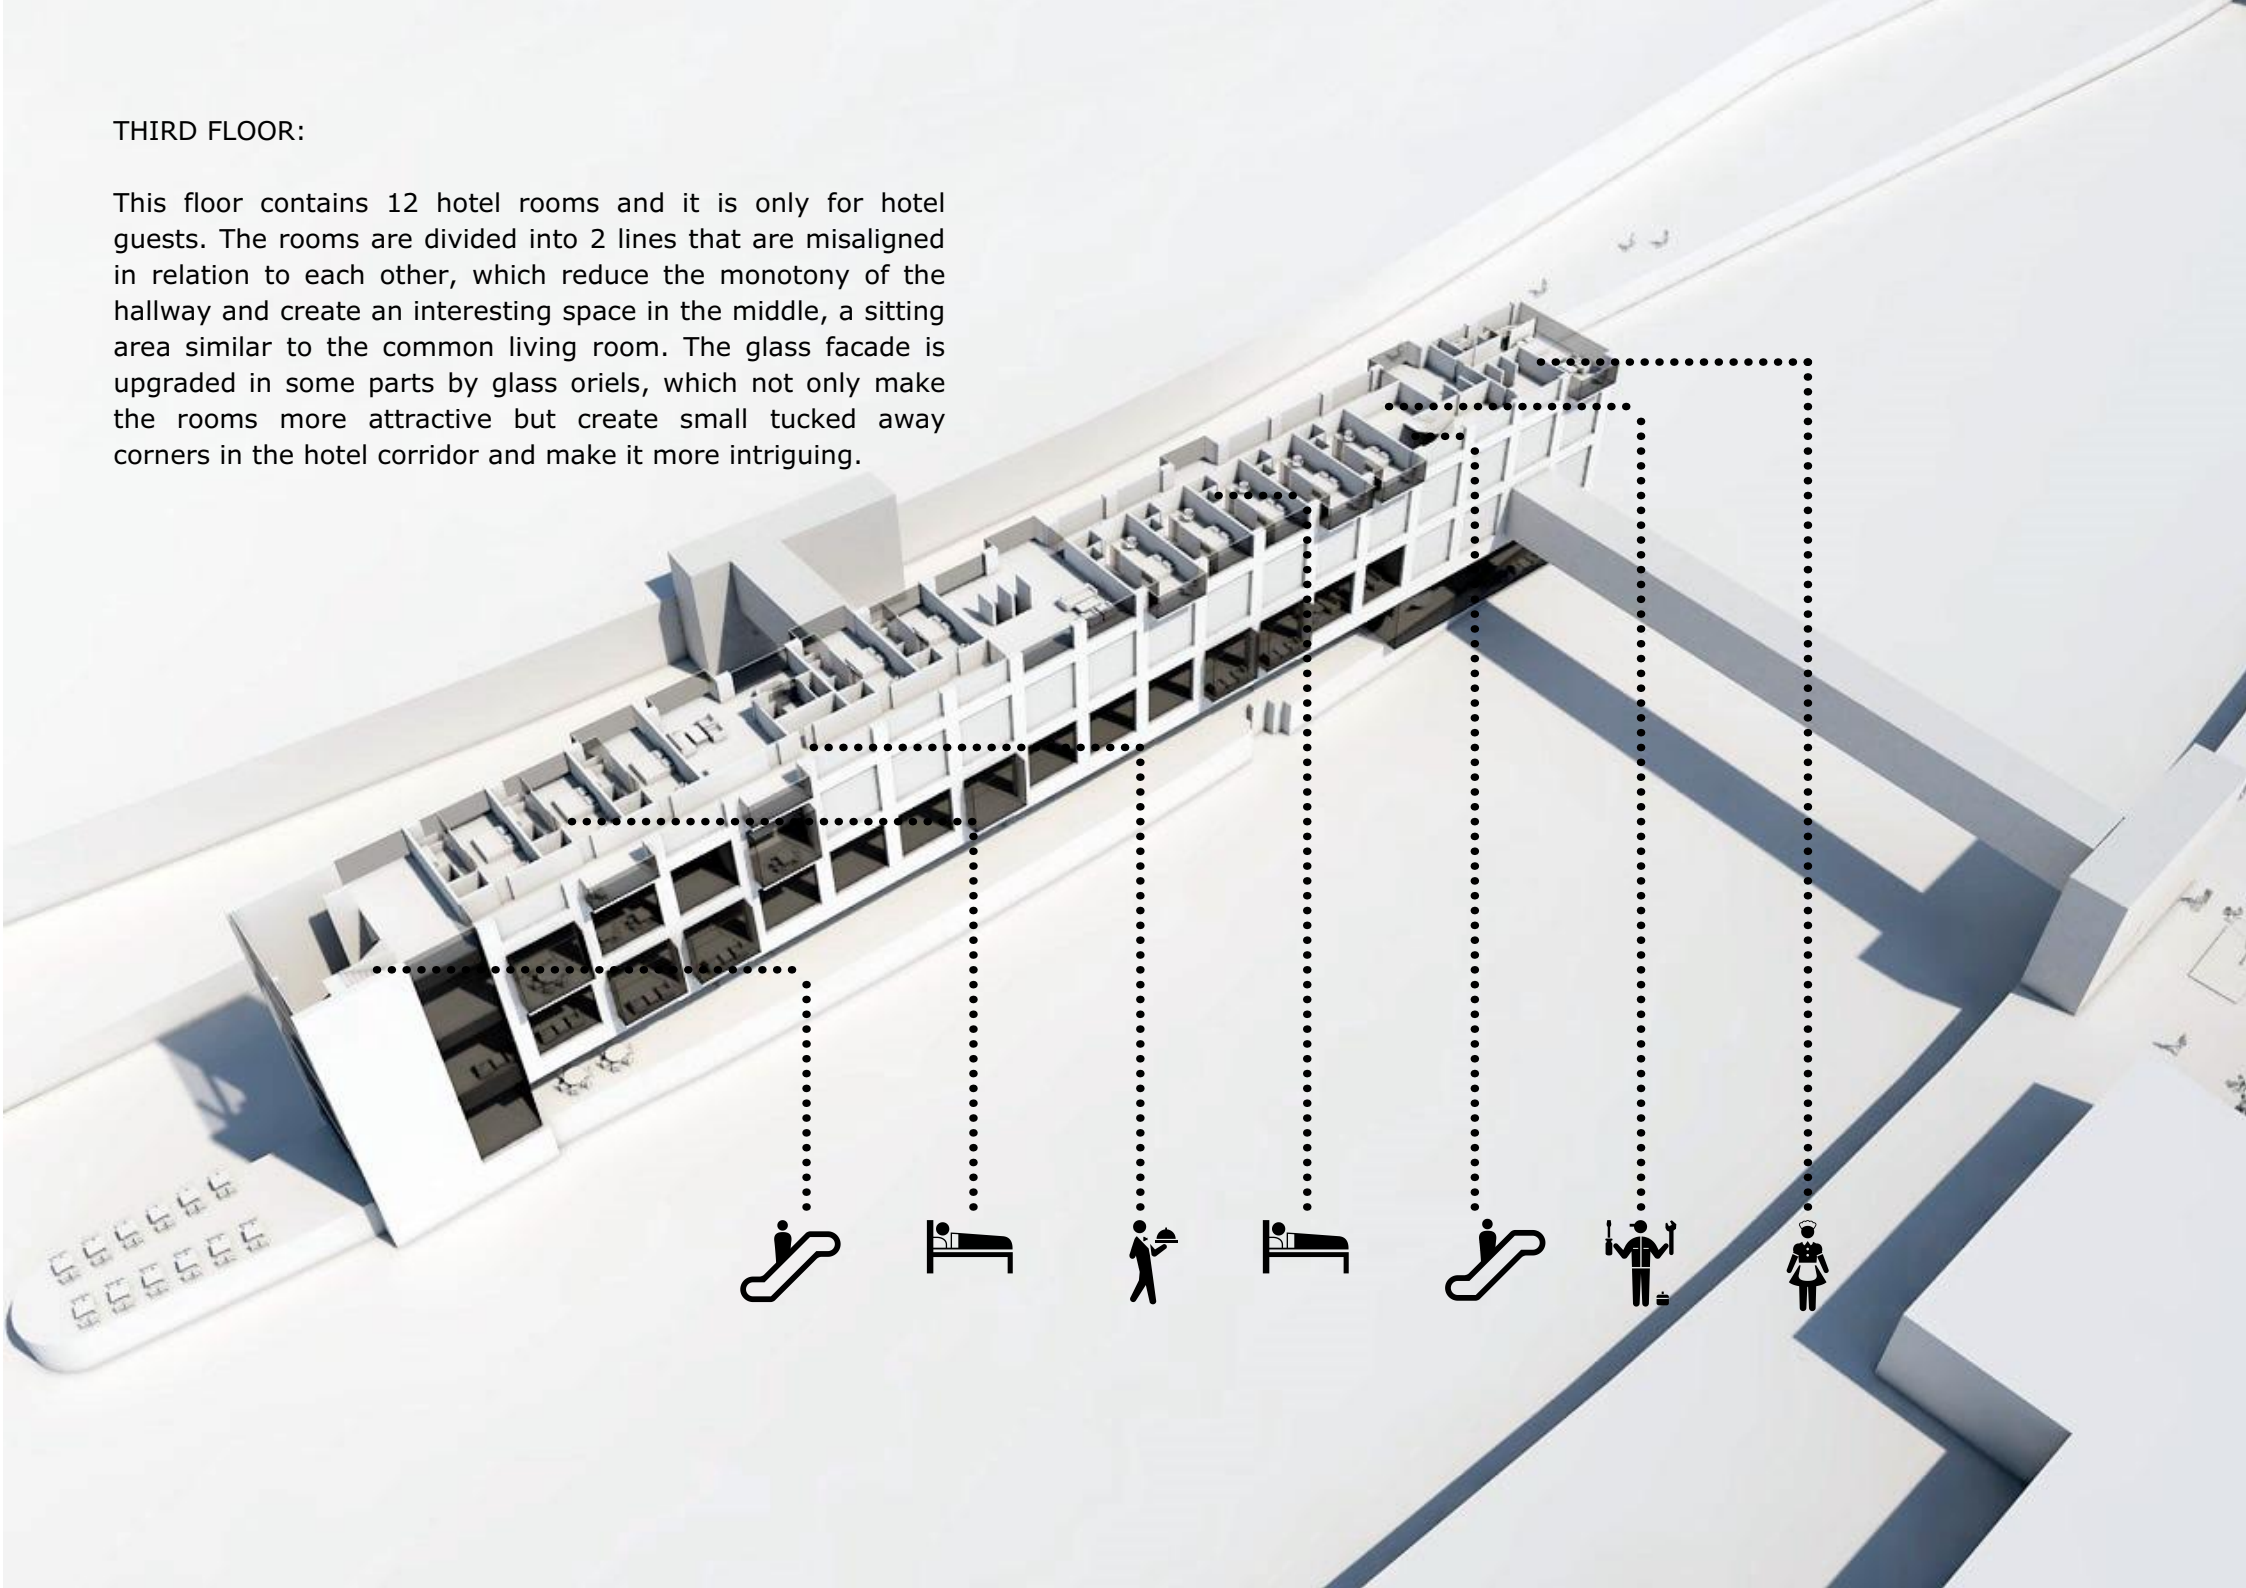 THIRD FLOOR:
This floor contains 12 hotel rooms and it is only for hotel
guests. The rooms are divided into 2 lines that are misaligned
in relation to each other, which reduce the monotony of the
hallway and create an interesting space in the middle, a sitting
area similar to the common living room. The glass facade is
upgraded in some parts by glass oriels, which not only make
the rooms more attractive but create small tucked away
corners in the hotel corridor and make it more intriguing.